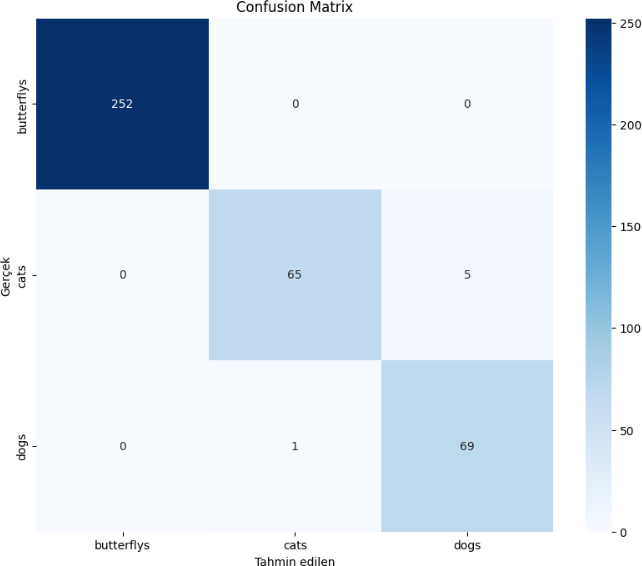 Confusion Matrix
butterflys
252
0
0
250
200
150
100
50
0
Gerçek
cats
0
65
5
dogs
0
1
69
butterflys
cats
dogs
Tahmin edilen